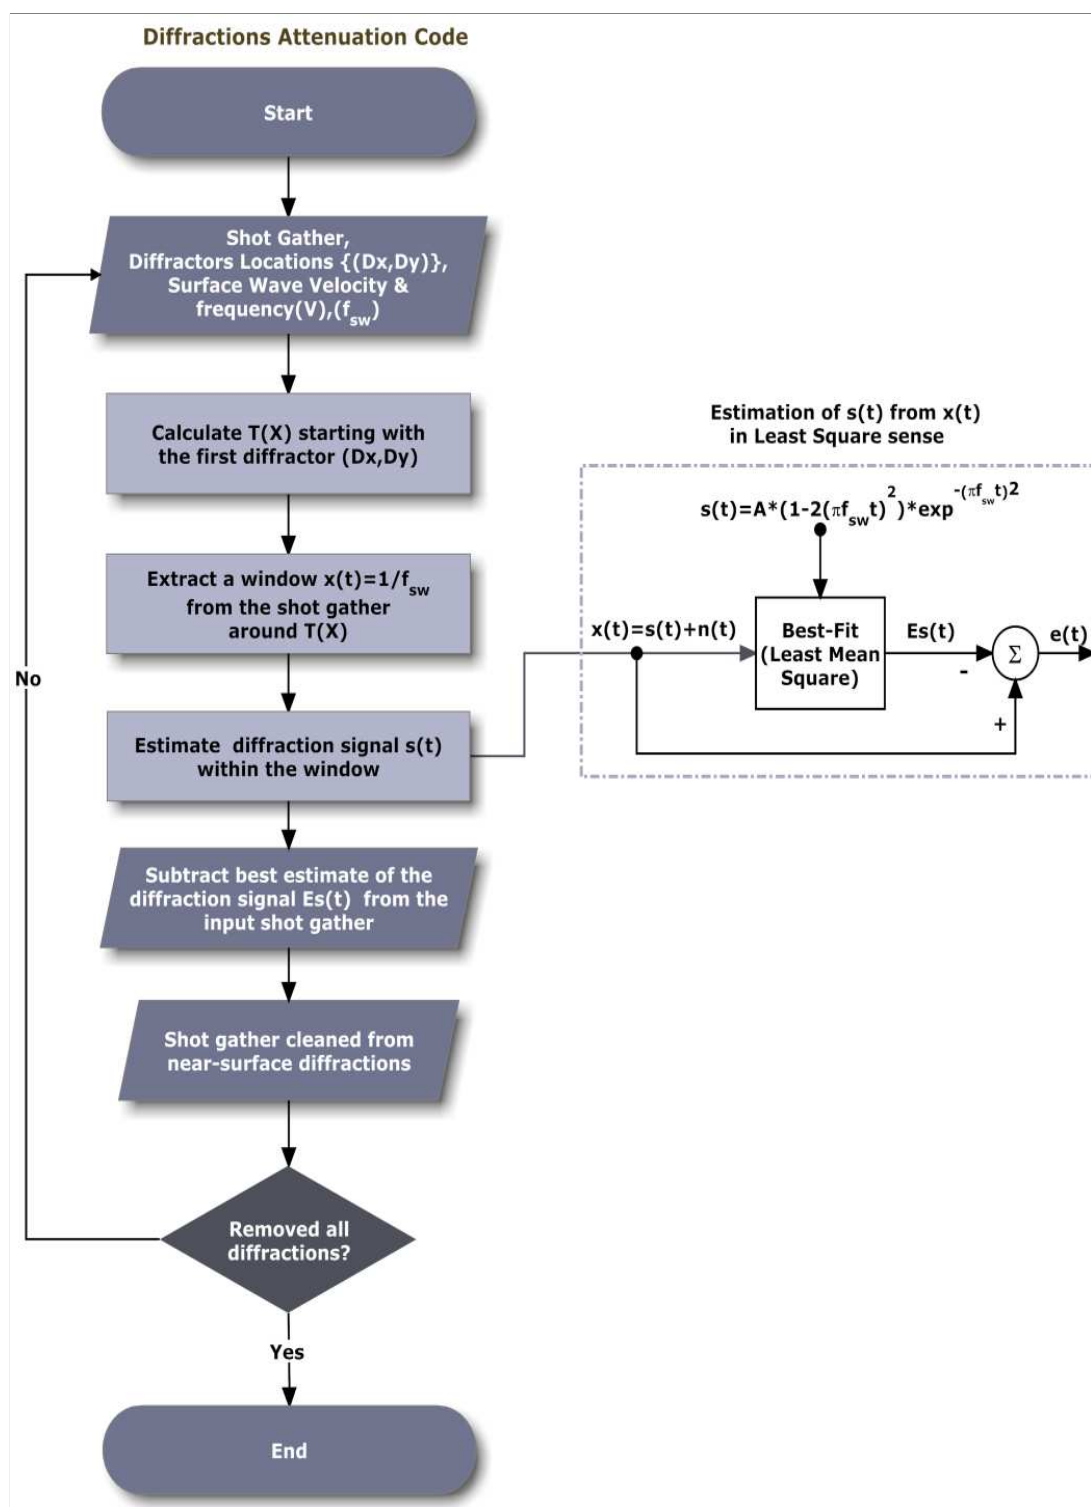 Diffractions Attenuation Code
Start
Shot Gather,
Diffractors Locations {(Dx,Dy)},
Surface Wave Velocity &
frequency(V),(f_sw)
Calculate T(X) starting with
the first diffractor (Dx,Dy)
Extract a window x(t)=1/f_sw
from the shot gather
around T(X)
Estimate diffraction signal s(t)
within the window
Subtract best estimate of the
diffraction signal Es(t) from the
input shot gather
Shot gather cleaned from
near-surface diffractions
Removed all
diffractions?
No
Yes
End
Estimation of s(t) from x(t)
in Least Square sense
s(t)=A*(1-2(πf_sw t)^2)*exp^-(πf_sw t)2
x(t)=s(t)+n(t)
Best-Fit
(Least Mean
Square)
Es(t)
-
Σ
e(t)
+